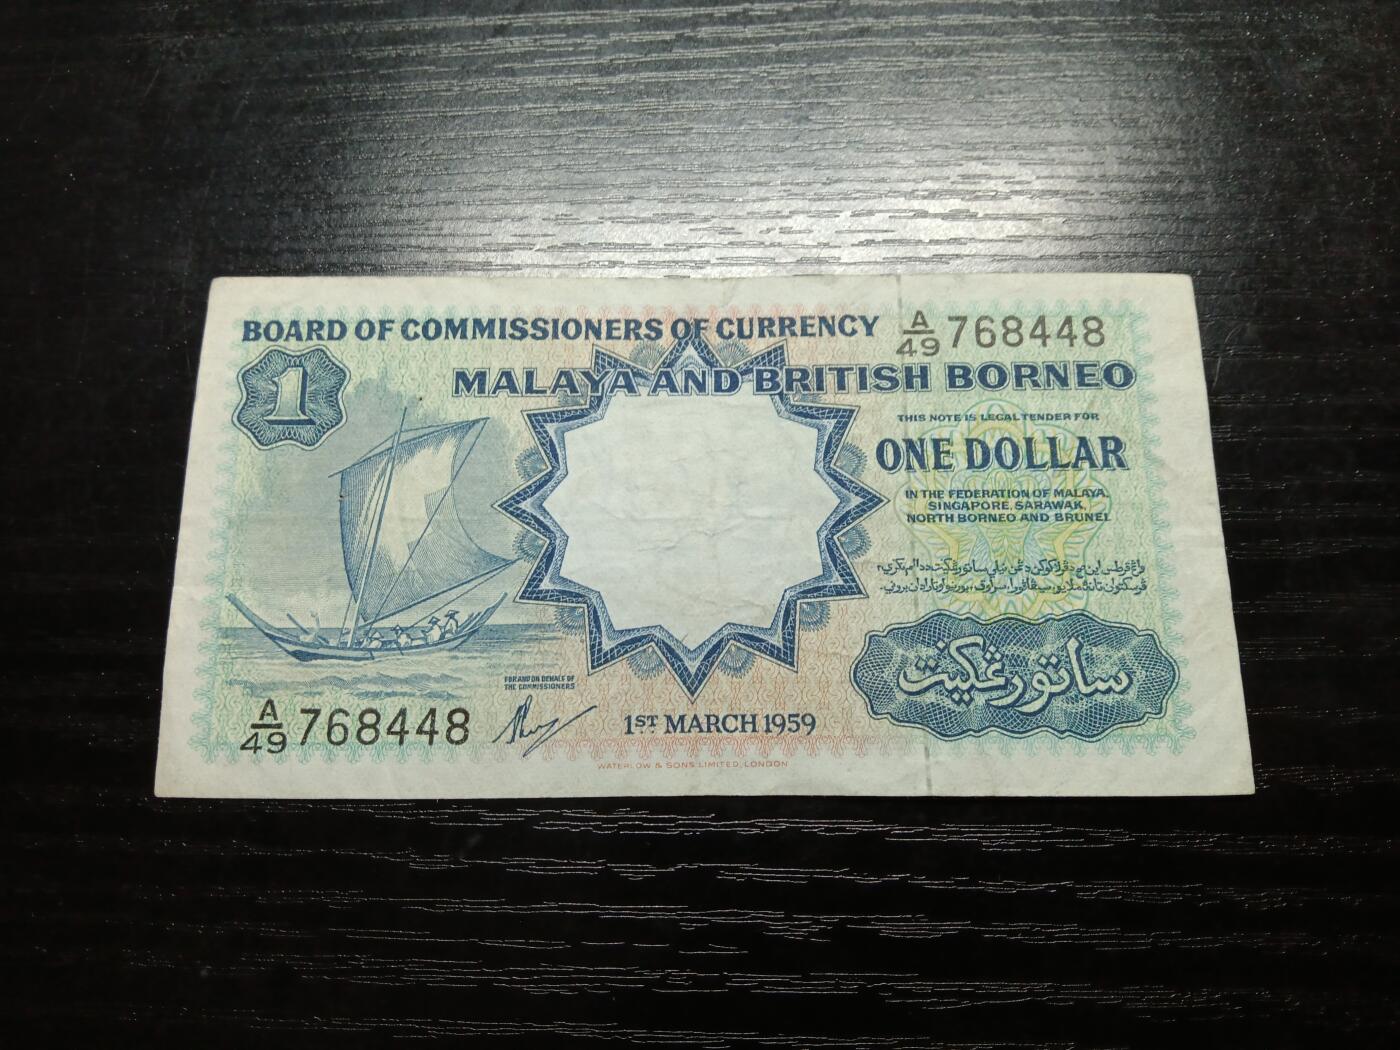 BOARD OF COMMISSIONERS OF CURRENCY
A/49 768448
1
MALAYA AND BRITISH BORNEO
THIS NOTE IS LEGAL TENDER FOR
ONE DOLLAR
IN THE FEDERATION OF MALAYA,
SINGAPORE, SARAWAK,
NORTH BORNEO AND BRUNEI.
ساتو رڠݢيت
FOR AND ON BEHALF OF
THE COMMISSIONERS
A/49 768448
1ST MARCH 1959
WATERLOW & SONS LIMITED, LONDON